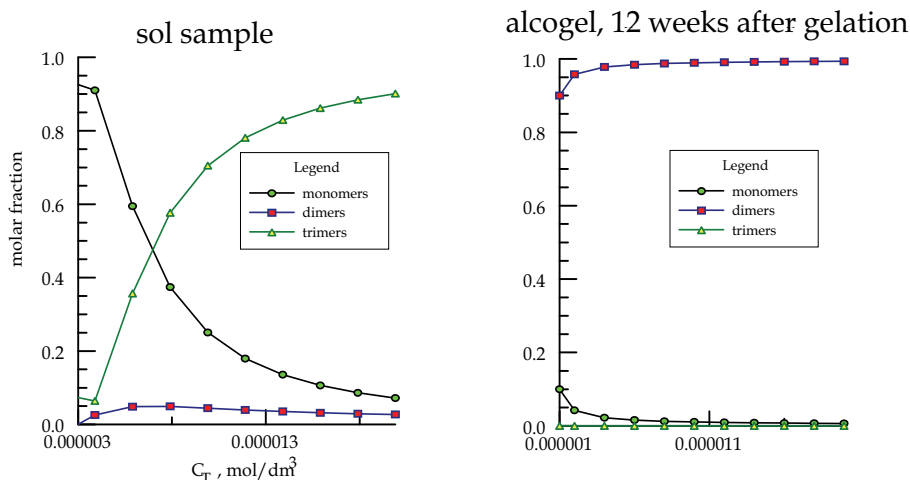 sol sample
1.0
0.8
0.6
0.4
0.2
0.0
molar fraction
Legend
monomers
dimers
trimers
0.000003
0.000013
C_T , mol/dm³
alcogel, 12 weeks after gelation
1.0
0.8
0.6
0.4
0.2
0.0
Legend
monomers
dimers
trimers
0.000001
0.000011